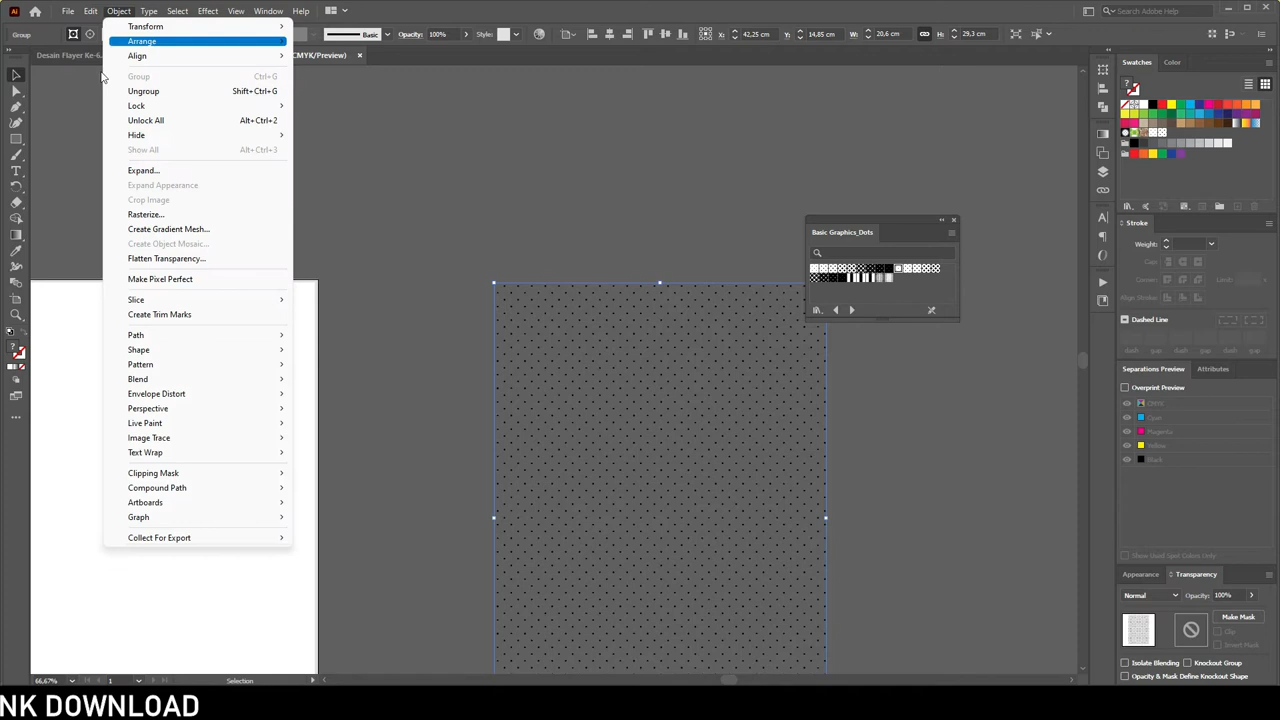 File Edit Object Type Select Effect View Window Help
Search Adobe Help
Group
Basic
Opacity: 100%
Style:
X: 42,25 cm Y: 14,85 cm W: 20,6 cm H: 29,3 cm
Desain Flayer Ke-6.
CMYK/Preview) ×
Transform
Arrange
Align
Group Ctrl+G
Ungroup Shift+Ctrl+G
Lock
Unlock All Alt+Ctrl+2
Hide
Show All Alt+Ctrl+3
Expand...
Expand Appearance
Crop Image
Rasterize...
Create Gradient Mesh...
Create Object Mosaic...
Flatten Transparency...
Make Pixel Perfect
Slice
Create Trim Marks
Path
Shape
Pattern
Blend
Envelope Distort
Perspective
Live Paint
Image Trace
Text Wrap
Clipping Mask
Compound Path
Artboards
Graph
Collect For Export
Basic Graphics_Dots
Swatches Color
Stroke
Weight:
Cap:
Corner:
Limit:
Align Stroke:
Dashed Line
dash gap dash gap dash gap
Separations Preview Attributes
Overprint Preview
CMYK
Cyan
Magenta
Yellow
Black
Show Used Spot Colors Only
Appearance Transparency
Normal Opacity: 100%
Make Mask
Clip
Invert Mask
Isolate Blending Knockout Group
Opacity & Mask Define Knockout Shape
66,67% 1 Selection
NK DOWNLOAD